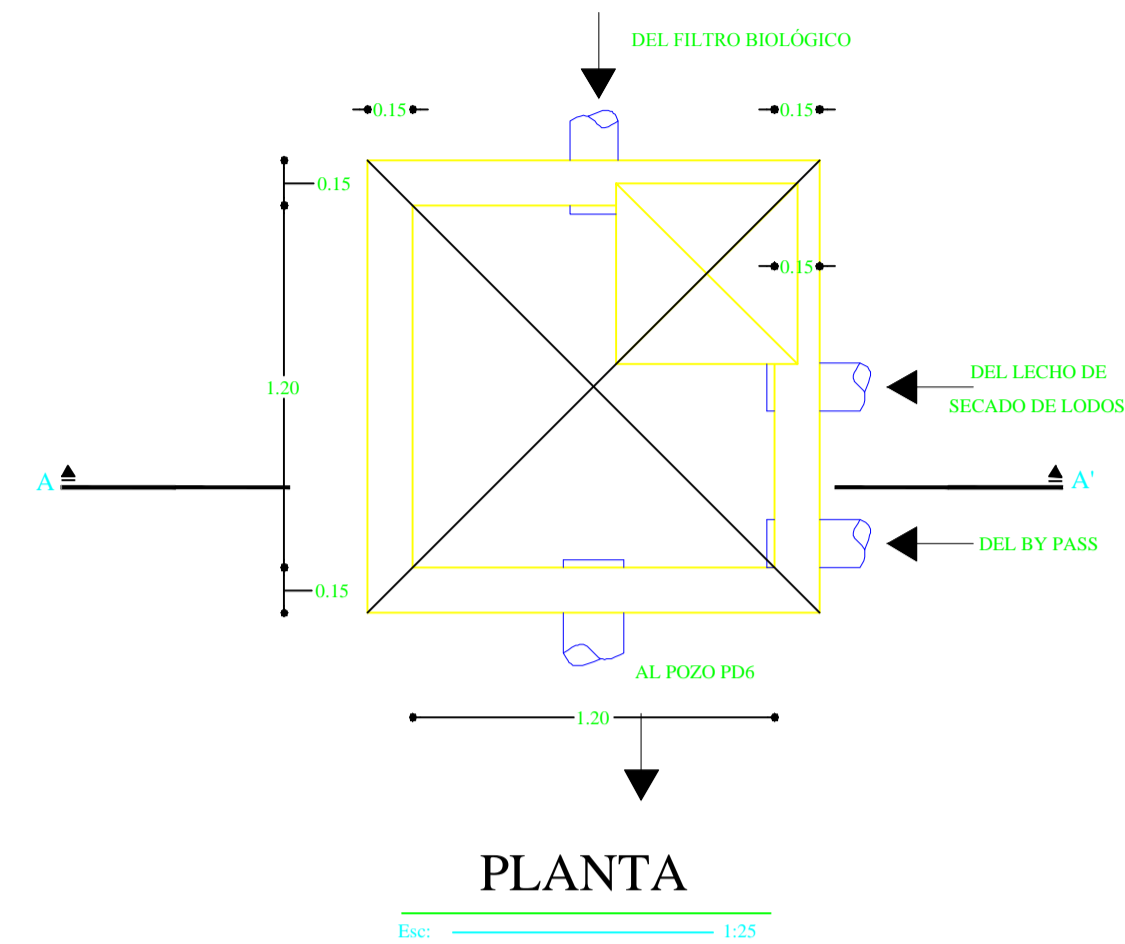 DEL FILTRO BIOLÓGICO
0.15
0.15
0.15
0.15
DEL LECHO DE
SECADO DE LODOS
1.20
A
A'
DEL BY PASS
0.15
AL POZO PD6
1.20
PLANTA
Esc: 1:25